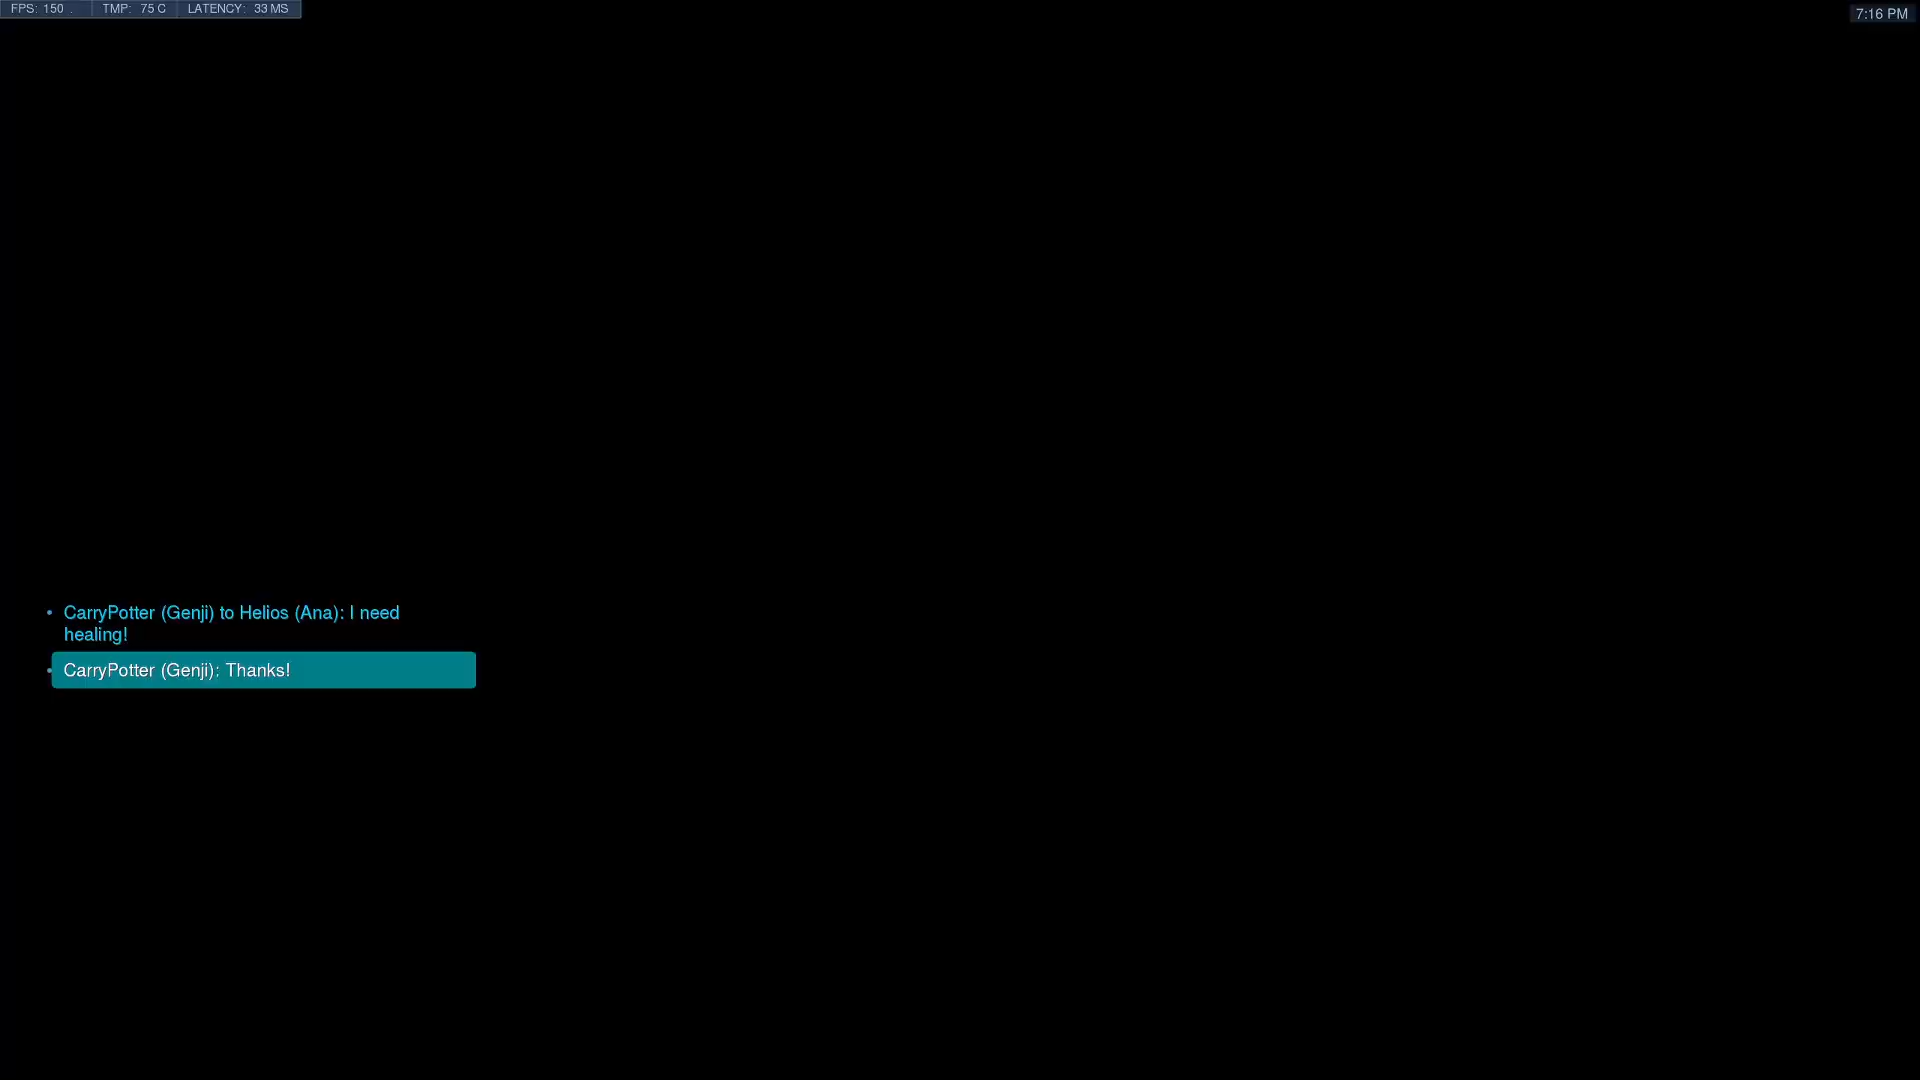 FPS: 150 . TMP: 75 C LATENCY: 33 MS
7:16 PM
CarryPotter (Genji) to Helios (Ana): I need
healing!
CarryPotter (Genji): Thanks!